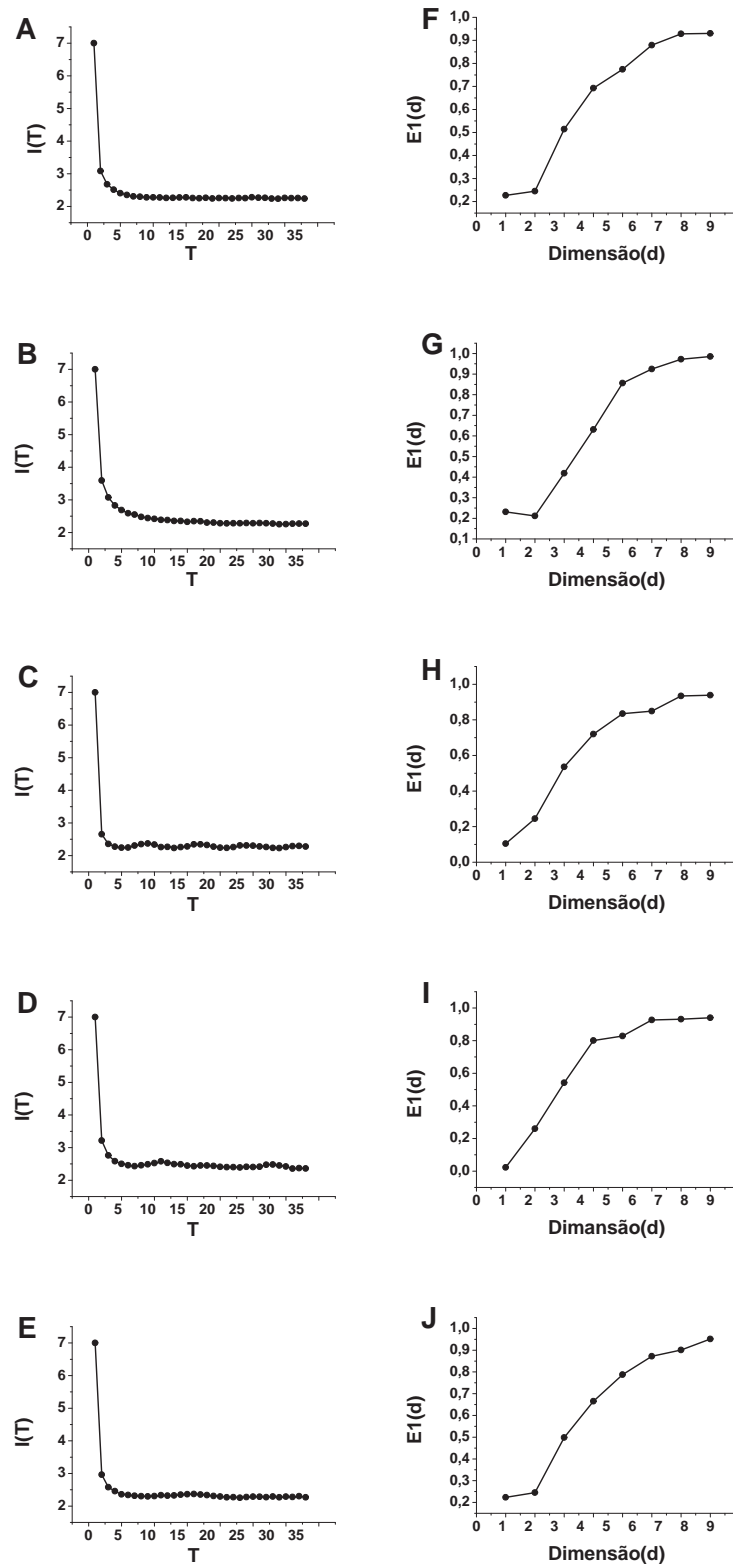 A
7
6
5
4
3
2
I(T)
0 5 10 15 20 25 30 35
T
F
1,0
0,9
0,8
0,7
0,6
0,5
0,4
0,3
0,2
E1(d)
0 1 2 3 4 5 6 7 8 9
Dimensão(d)
B
7
6
5
4
3
2
I(T)
0 5 10 15 20 25 30 35
T
G
1,0
0,9
0,8
0,7
0,6
0,5
0,4
0,3
0,2
0,1
E1(d)
0 1 2 3 4 5 6 7 8 9
Dimensão(d)
C
7
6
5
4
3
2
I(T)
0 5 10 15 20 25 30 35
T
H
1,0
0,8
0,6
0,4
0,2
0,0
E1(d)
0 1 2 3 4 5 6 7 8 9
Dimensão(d)
D
7
6
5
4
3
2
I(T)
0 5 10 15 20 25 30 35
T
I
1,0
0,8
0,6
0,4
0,2
0,0
E1(d)
0 1 2 3 4 5 6 7 8 9
Dimansão(d)
E
7
6
5
4
3
2
I(T)
0 5 10 15 20 25 30 35
T
J
1,0
0,9
0,8
0,7
0,6
0,5
0,4
0,3
0,2
E1(d)
0 1 2 3 4 5 6 7 8 9
Dimensão(d)